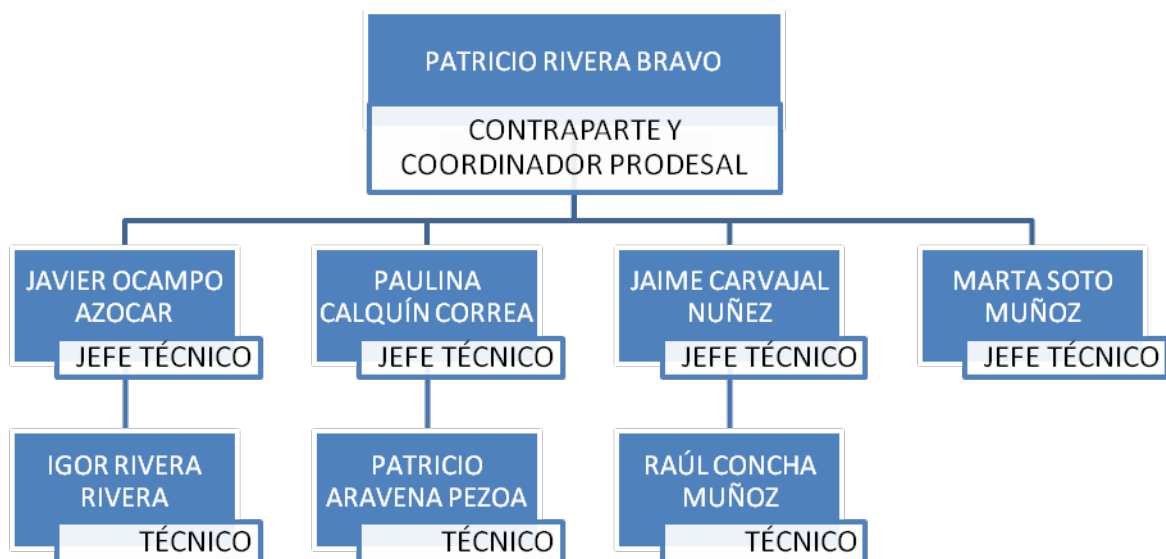 PATRICIO RIVERA BRAVO
CONTRAPARTE Y
COORDINADOR PRODESAL
JAVIER OCAMPO
AZOCAR
JEFE TÉCNICO
PAULINA
CALQUÍN CORREA
JEFE TÉCNICO
JAIME CARVAJAL
NUÑEZ
JEFE TÉCNICO
MARTA SOTO
MUÑOZ
JEFE TÉCNICO
IGOR RIVERA
RIVERA
TÉCNICO
PATRICIO
ARAVENA PEZOA
TÉCNICO
RAÚL CONCHA
MUÑOZ
TÉCNICO